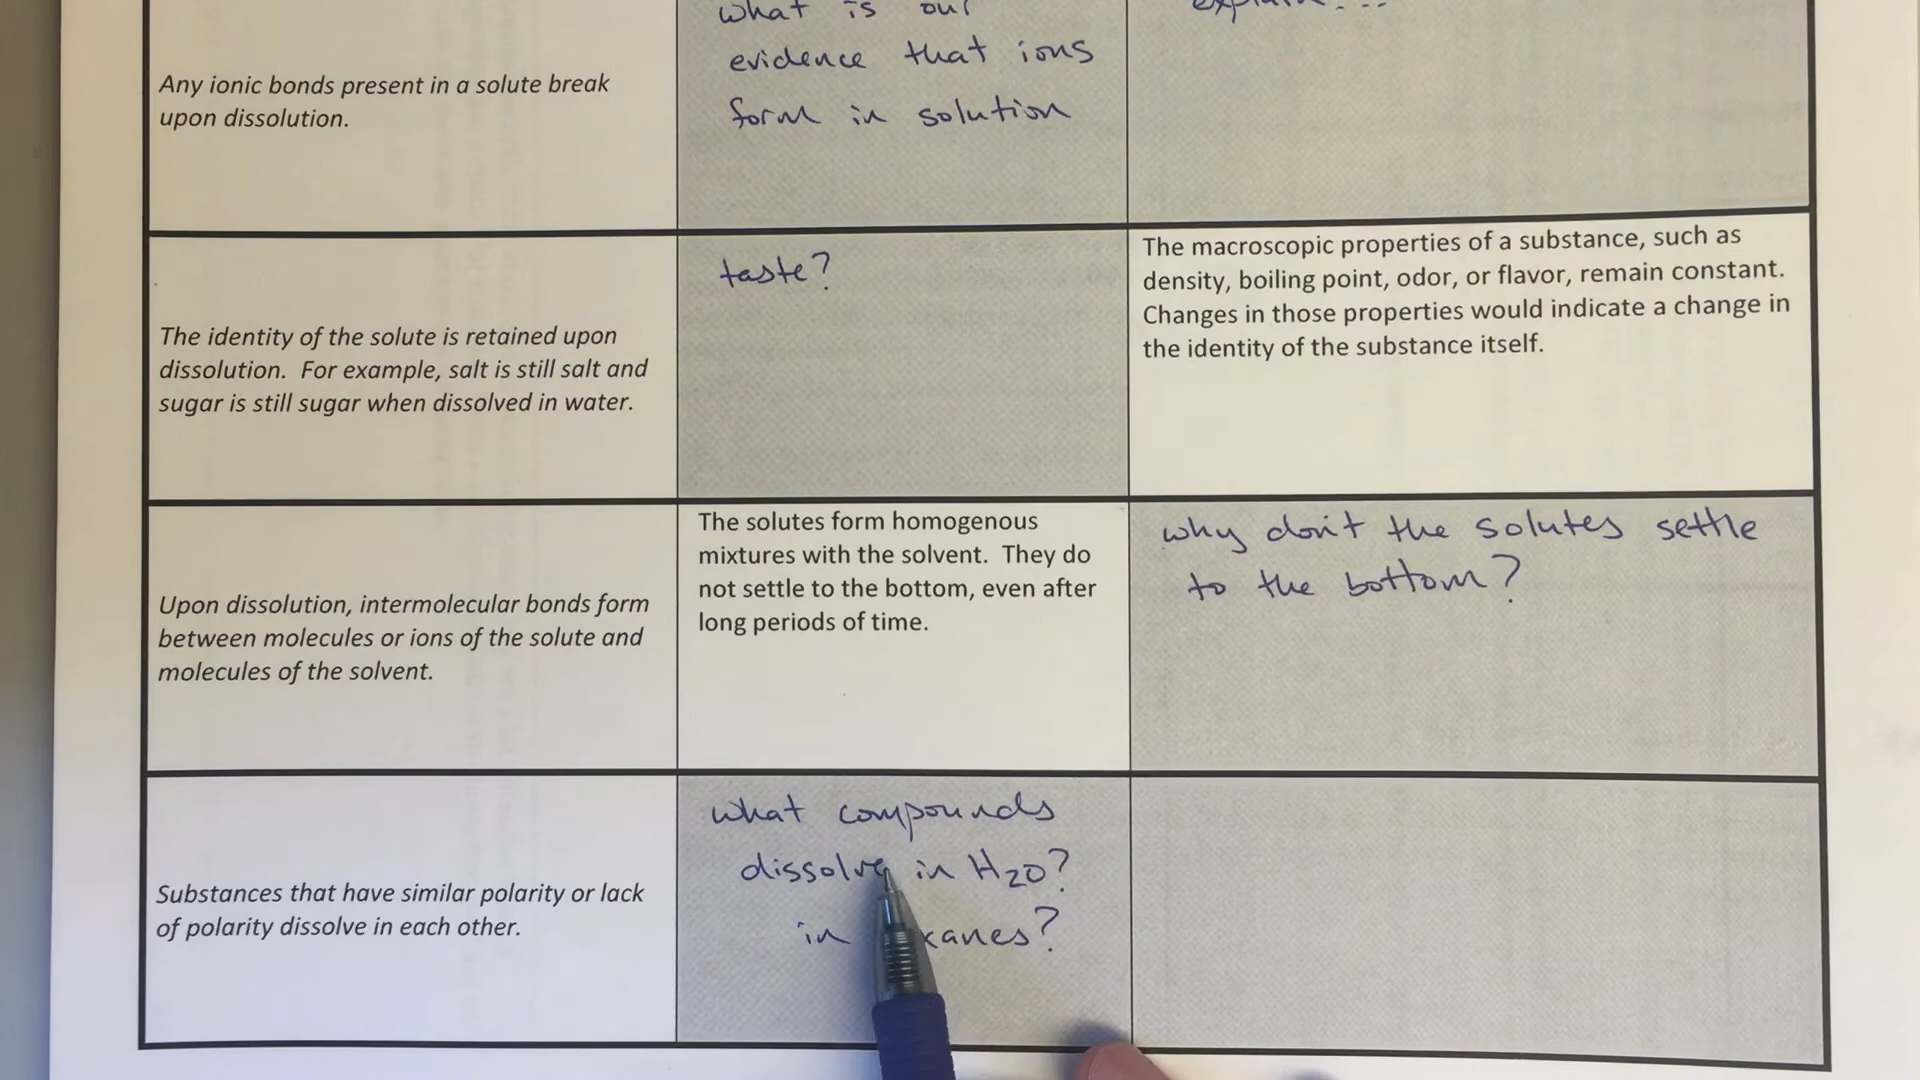 what is our
explain...
evidence that ions
form in solution
Any ionic bonds present in a solute break
upon dissolution.
The identity of the solute is retained upon
dissolution. For example, salt is still salt and
sugar is still sugar when dissolved in water.
taste?
The macroscopic properties of a substance, such as
density, boiling point, odor, or flavor, remain constant.
Changes in those properties would indicate a change in
the identity of the substance itself.
Upon dissolution, intermolecular bonds form
between molecules or ions of the solute and
molecules of the solvent.
The solutes form homogenous
mixtures with the solvent. They do
not settle to the bottom, even after
long periods of time.
why don't the solutes settle
to the bottom?
Substances that have similar polarity or lack
of polarity dissolve in each other.
what compounds
dissolve in H2O?
in